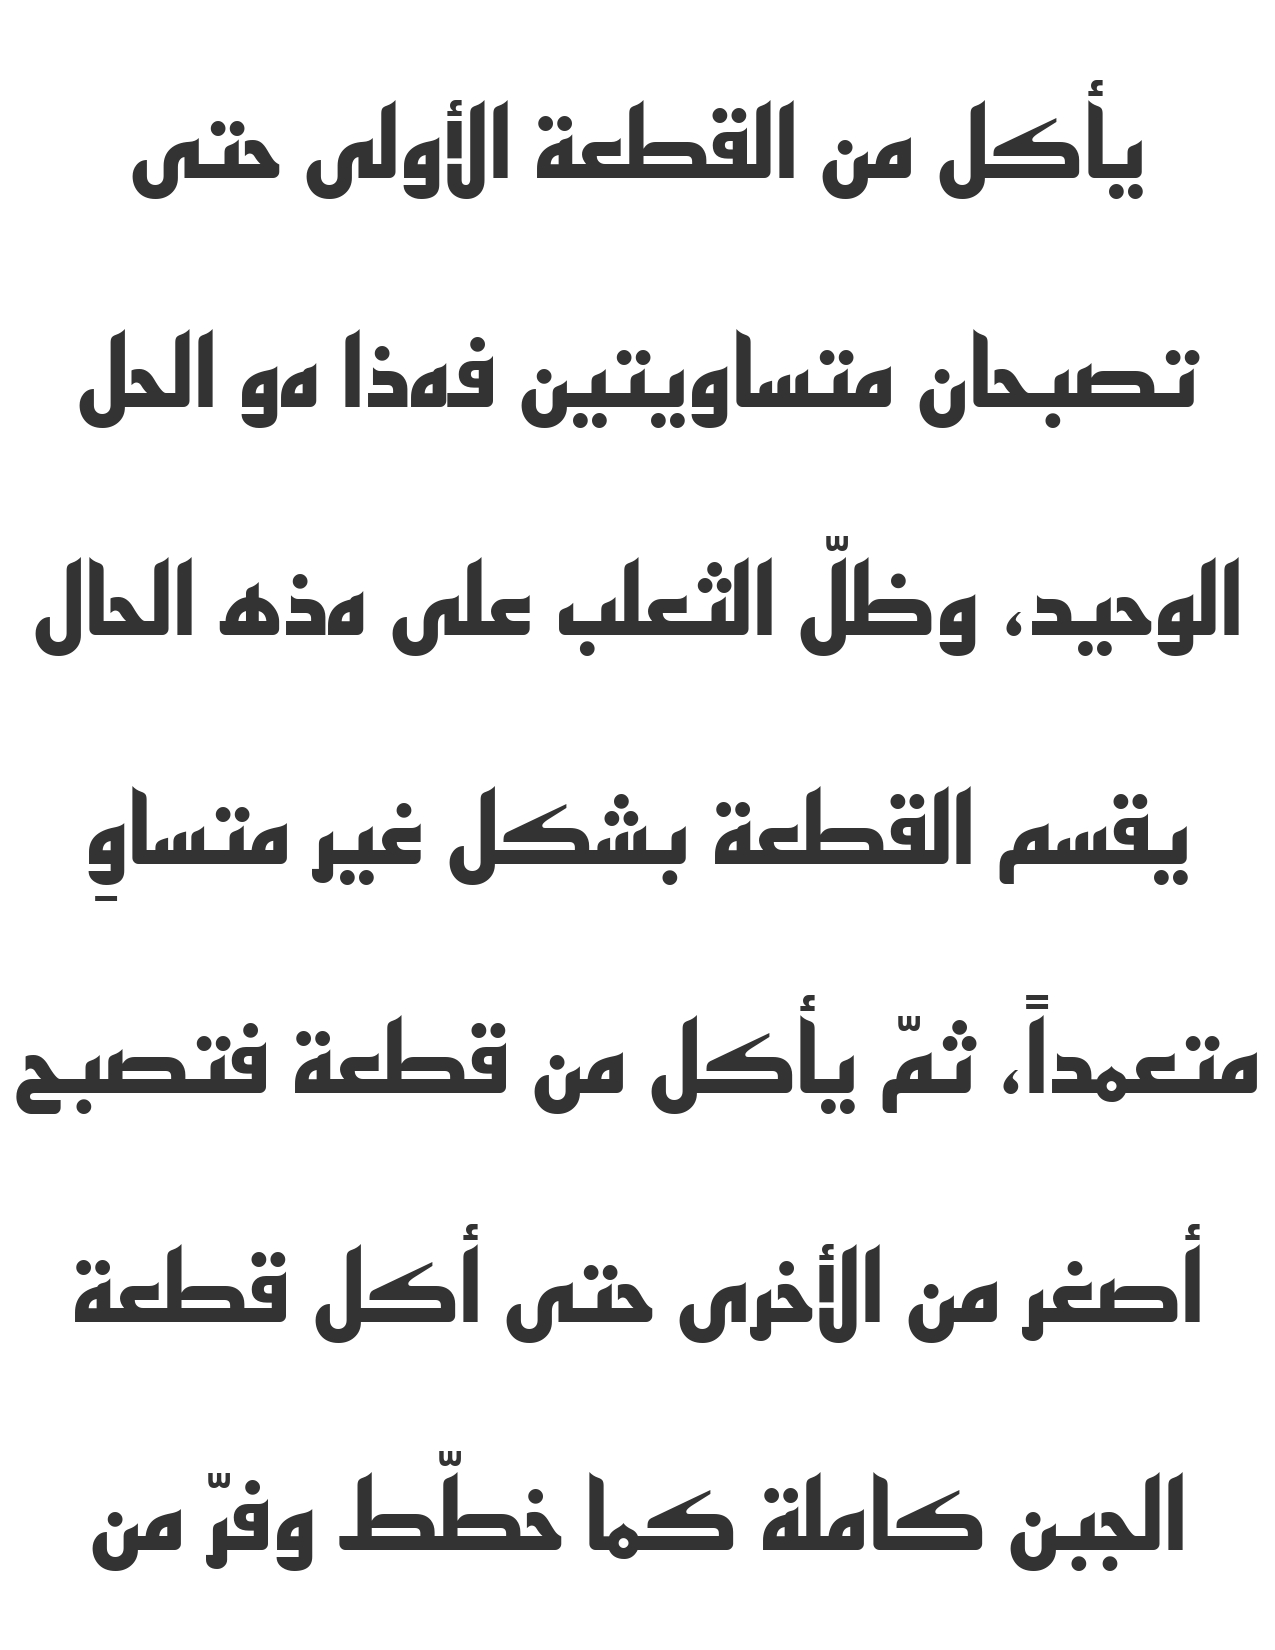 يأكل من القطعة الأولى حتى
تصبحان متساويتين فهذا هو الحل
الوحيد، وظلّ الثعلب على هذه الحال
يقسم القطعة بشكل غير متساوِ
متعمداً، ثمّ يأكل من قطعة فتصبح
أصغر من الأخرى حتى أكل قطعة
الجبن كاملة كما خطّط وفرّ من